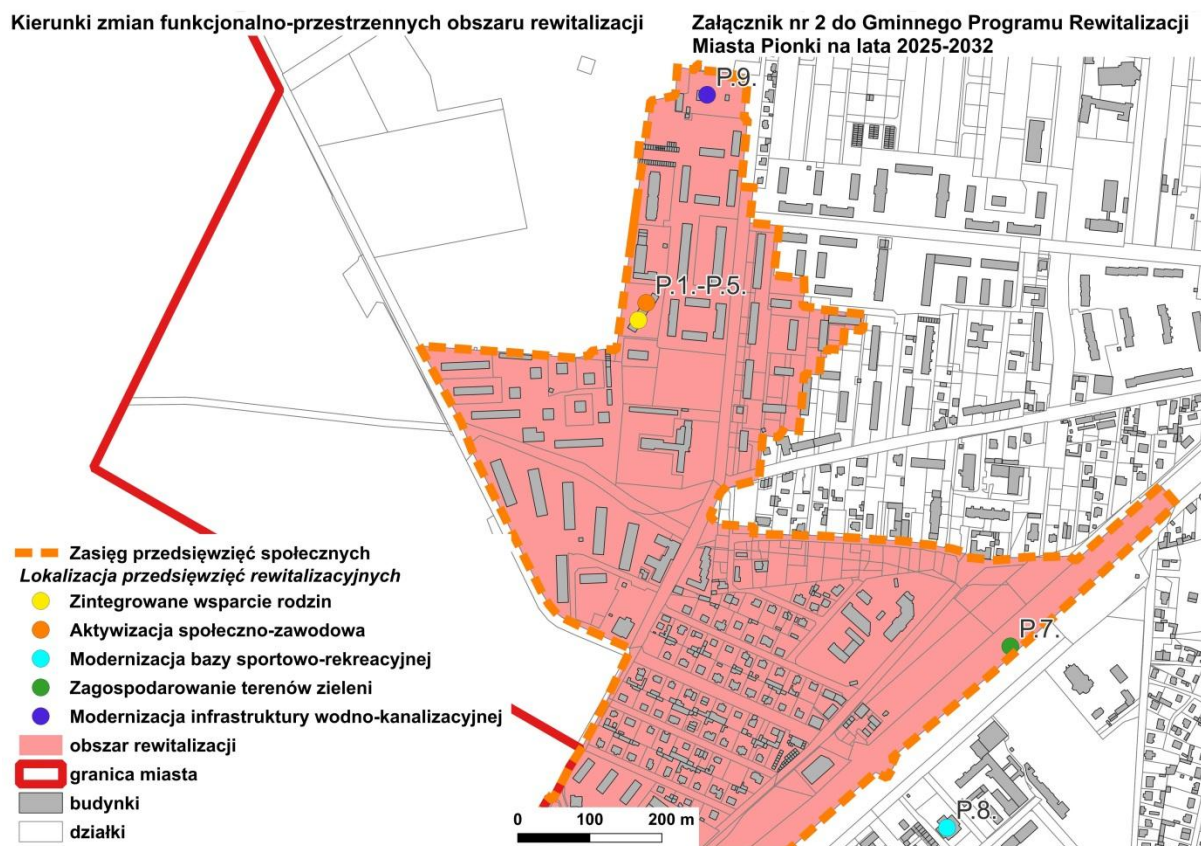 Kierunki zmian funkcjonalno-przestrzennych obszaru rewitalizacji
Załącznik nr 2 do Gminnego Programu Rewitalizacji
Miasta Pionki na lata 2025-2032
P.9.
P.1.-P.5.
P.7.
P.8.
Zasięg przedsięwzięć społecznych
Lokalizacja przedsięwzięć rewitalizacyjnych
Zintegrowane wsparcie rodzin
Aktywizacja społeczno-zawodowa
Modernizacja bazy sportowo-rekreacyjnej
Zagospodarowanie terenów zieleni
Modernizacja infrastruktury wodno-kanalizacyjnej
obszar rewitalizacji
granica miasta
budynki
działki
0 100 200 m